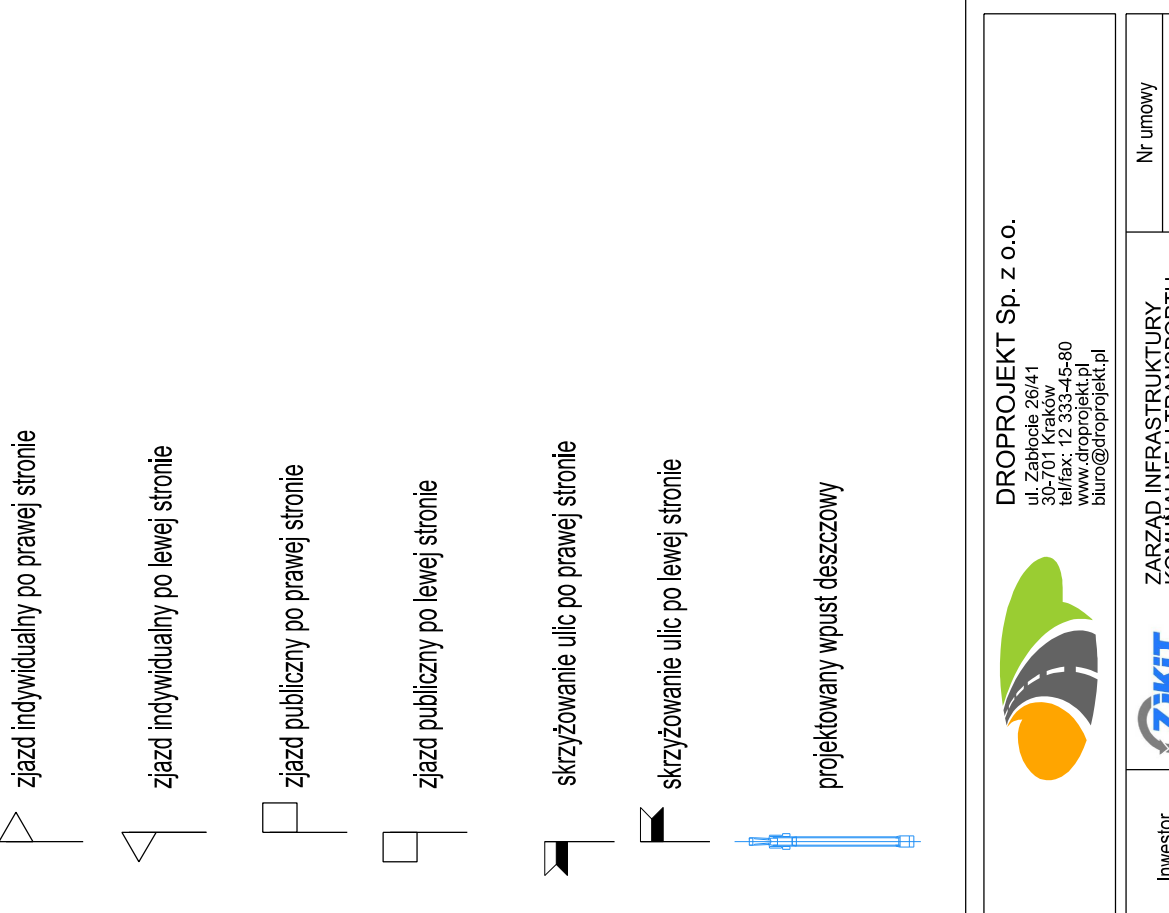 zjazd indywidualny po prawej stronie
zjazd indywidualny po lewej stronie
zjazd publiczny po prawej stronie
zjazd publiczny po lewej stronie
skrzyżowanie ulic po prawej stronie
skrzyżowanie ulic po lewej stronie
projektowany wpust deszczowy
DROPROJEKT Sp. z o.o.
ul. Zabłocie 26/41
30-701 Kraków
tel/fax: 12 333-45-80
www.droprojekt.pl
biuro@droprojekt.pl
Inwestor
ZiKiT
ZARZĄD INFRASTRUKTURY
KOMUNALNEJ I TRANSPORTU
Nr umowy